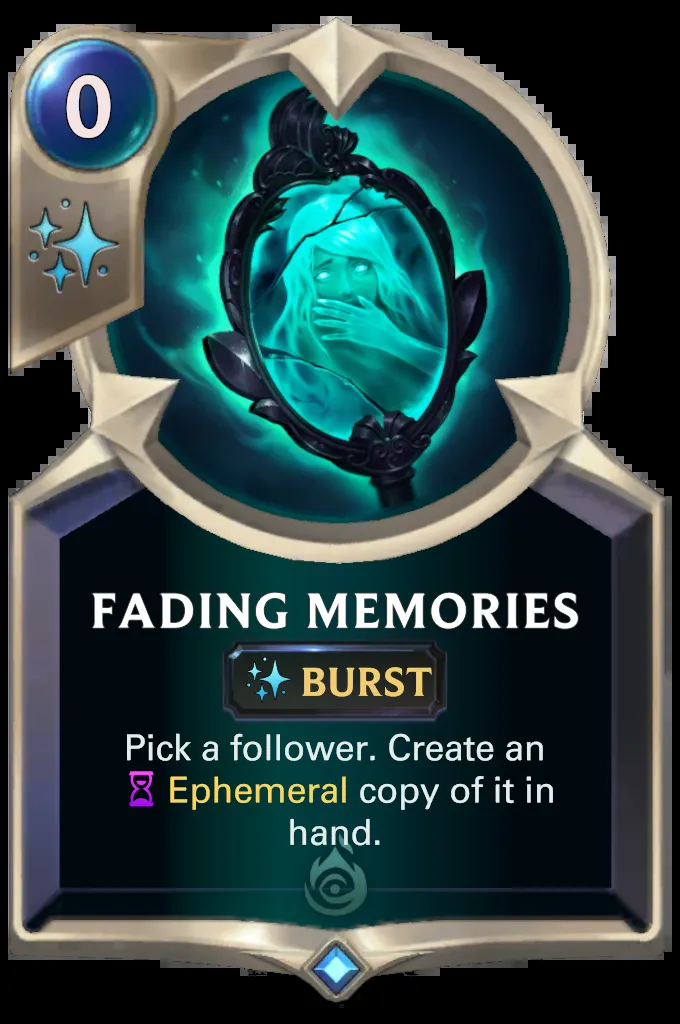 0
FADING MEMORIES
BURST
Pick a follower. Create an
Ephemeral copy of it in
hand.